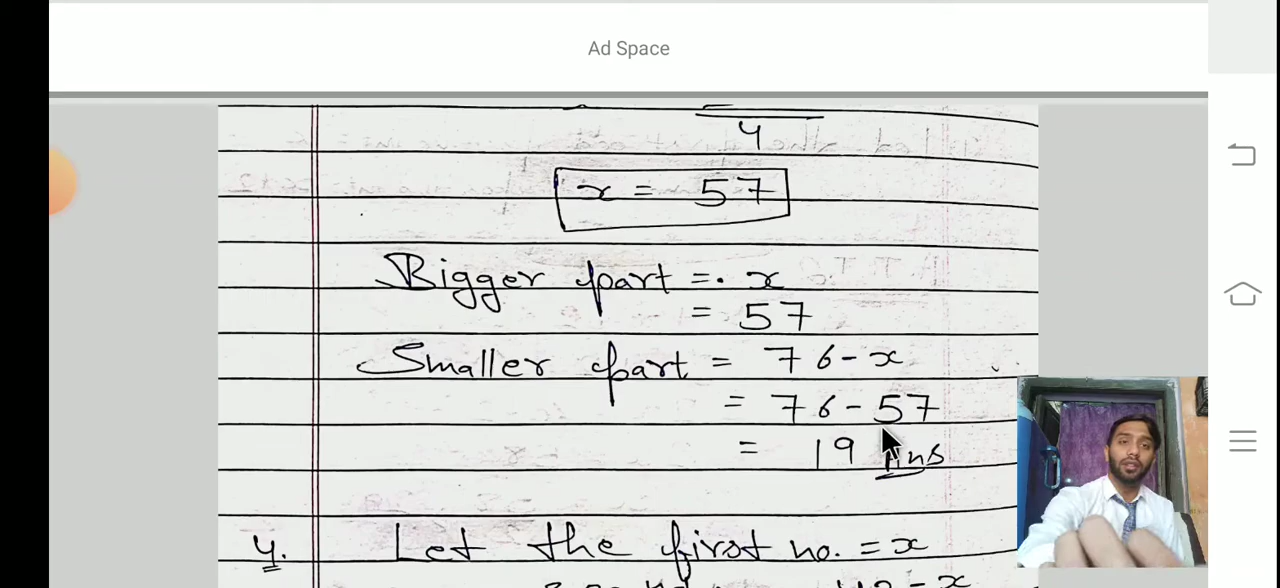 Ad Space
4
x = 57
Bigger part = x
= 57
Smaller part = 76 - x
= 76 - 57
= 19 Ans
4. Let the first no. = x